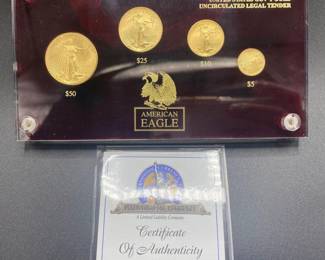 UNCIRCULATED LEGAL TENDER
$50
$25
$10
$5
AMERICAN
EAGLE
A Limited Liability Company
Certificate
Of Authenticity